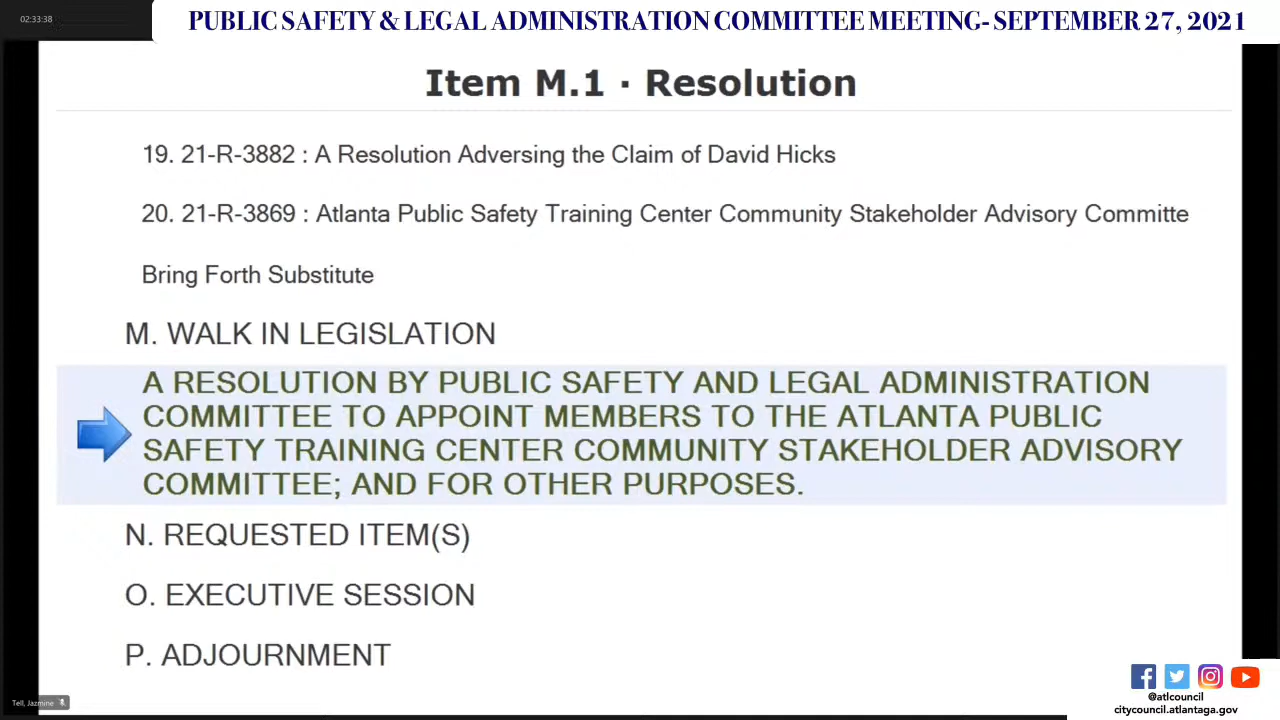 02:33:38
PUBLIC SAFETY & LEGAL ADMINISTRATION COMMITTEE MEETING- SEPTEMBER 27, 2021
Item M.1 · Resolution
19. 21-R-3882 : A Resolution Adversing the Claim of David Hicks
20. 21-R-3869 : Atlanta Public Safety Training Center Community Stakeholder Advisory Committe
Bring Forth Substitute
M. WALK IN LEGISLATION
A RESOLUTION BY PUBLIC SAFETY AND LEGAL ADMINISTRATION
COMMITTEE TO APPOINT MEMBERS TO THE ATLANTA PUBLIC
SAFETY TRAINING CENTER COMMUNITY STAKEHOLDER ADVISORY
COMMITTEE; AND FOR OTHER PURPOSES.
N. REQUESTED ITEM(S)
O. EXECUTIVE SESSION
P. ADJOURNMENT
Tell, Jazmine
@atlcouncil
citycouncil.atlantaga.gov